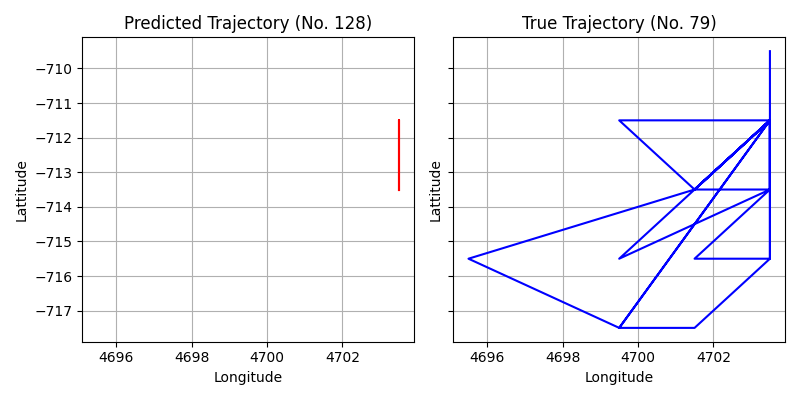 Predicted Trajectory (No. 128)
True Trajectory (No. 79)
−710
−711
−712
−713
−714
−715
−716
−717
Lattitude
Lattitude
4696
4698
4700
4702
4696
4698
4700
4702
Longitude
Longitude